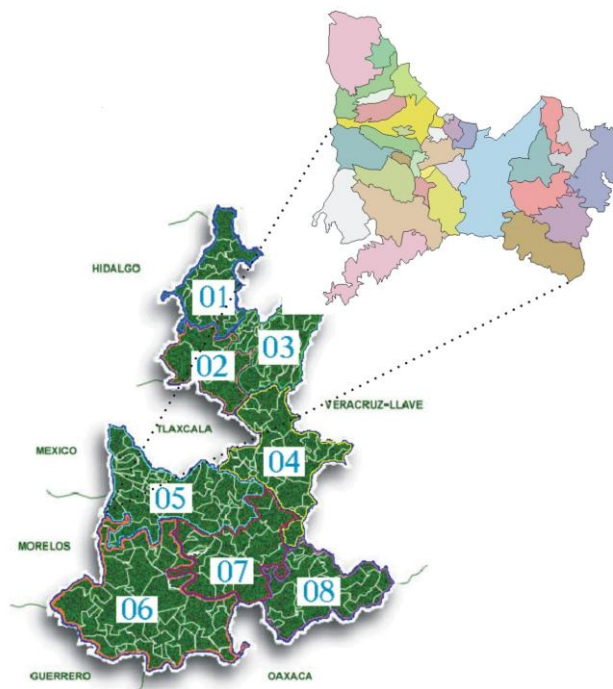 HIDALGO
01
02
03
VERACRUZ-LLAVE
TLAXCALA
MEXICO
04
05
MORELOS
07
08
06
GUERRERO
OAXACA